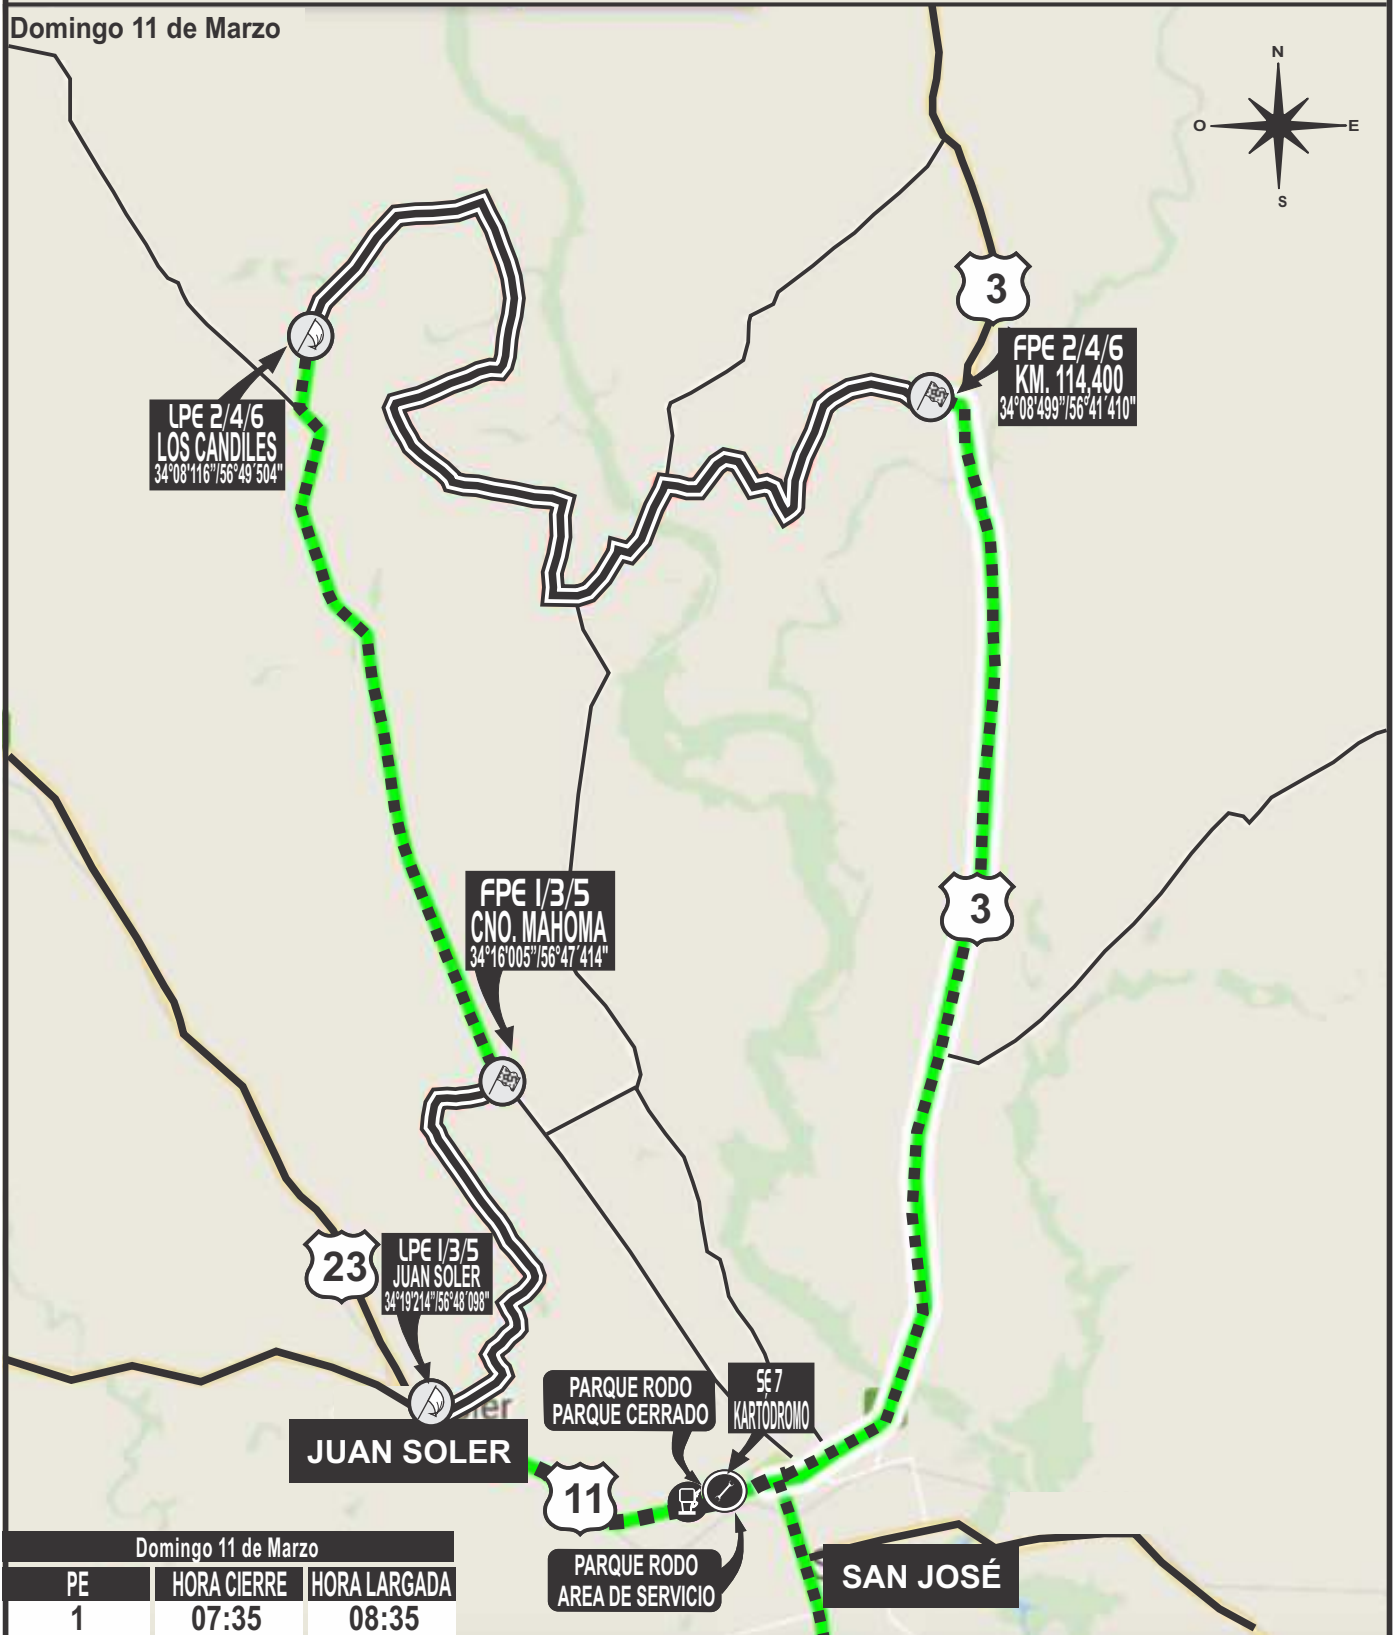 Domingo 11 de Marzo
N
O
E
S
3
FPE 2/4/6
KM. 114,400
34°08'499"/56°41´410"
LPE 2/4/6
LOS CANDILES
34°08'116"/56°49´504"
3
FPE 1/3/5
CNO. MAHOMA
34°16'005"/56°47´414"
23
LPE 1/3/5
JUAN SOLER
34°19'214"/56°48´098"
PARQUE RODO
PARQUE CERRADO
SE 7
KARTÓDROMO
JUAN SOLER
11
PARQUE RODO
AREA DE SERVICIO
SAN JOSÉ
Domingo 11 de Marzo
PE HORA CIERRE HORA LARGADA
1 07:35 08:35